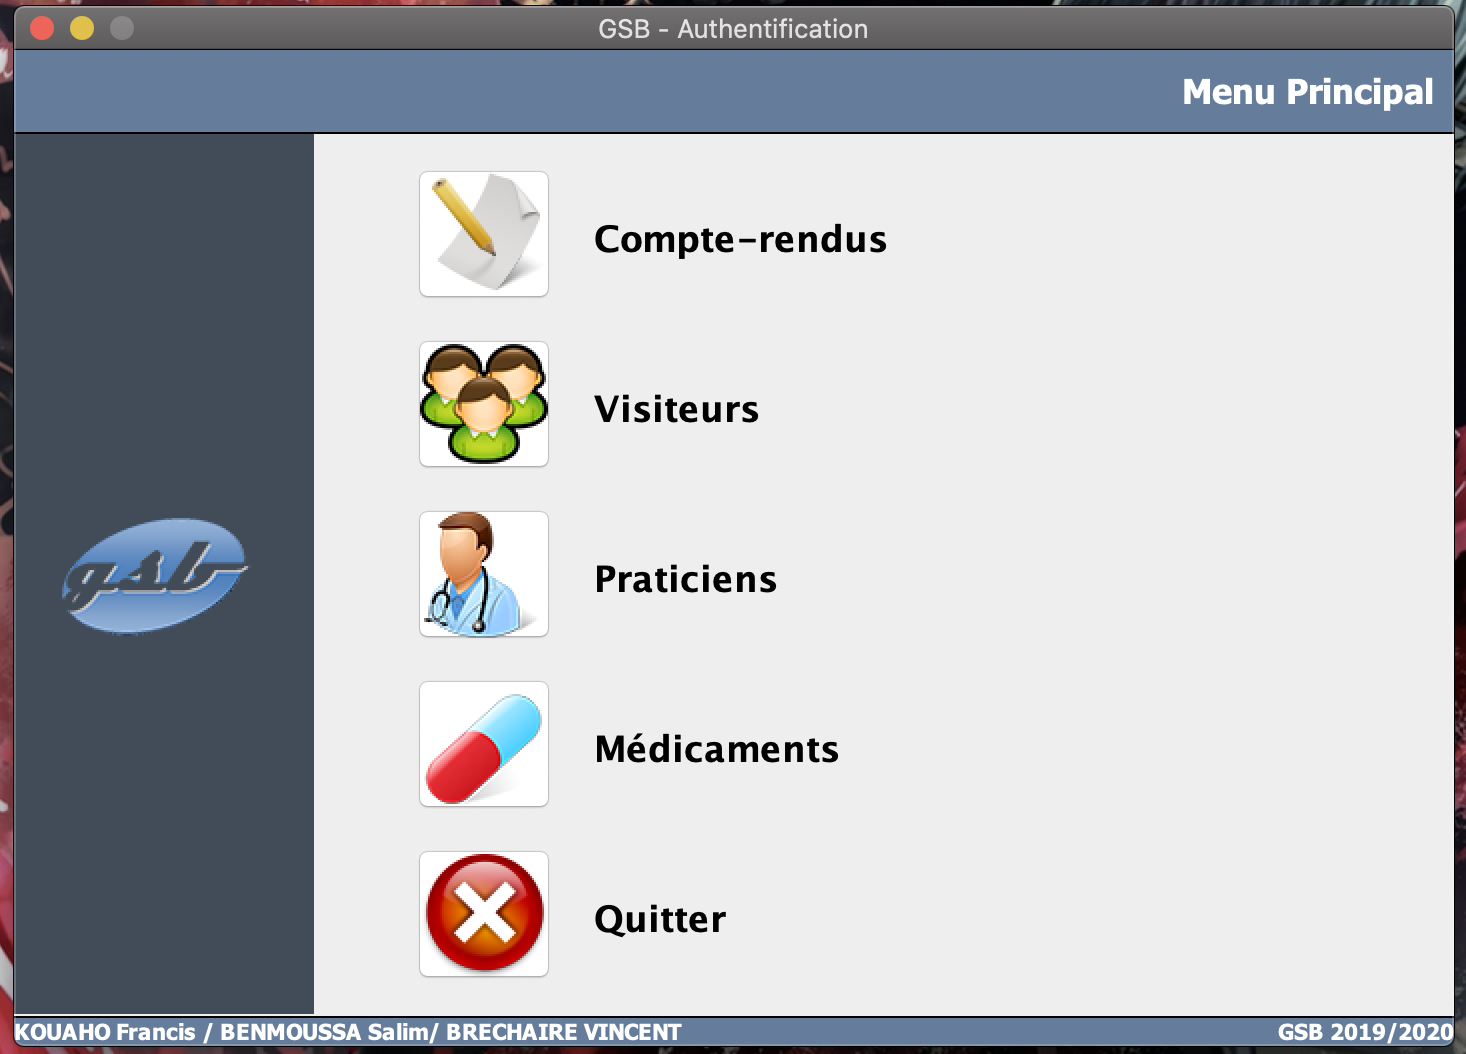 GSB - Authentification
Menu Principal
Compte-rendus
Visiteurs
gsb
Praticiens
Médicaments
Quitter
KOUAHO Francis / BENMOUSSA Salim/ BRECHAIRE VINCENT
GSB 2019/2020